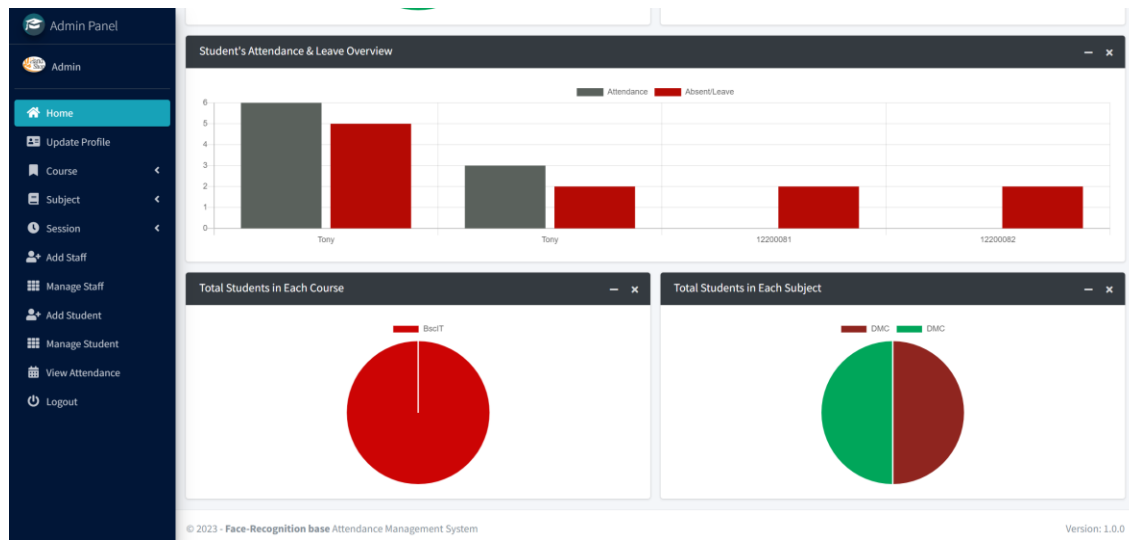 Admin Panel
Admin
Home
Update Profile
Course
Subject
Session
Add Staff
Manage Staff
Add Student
Manage Student
View Attendance
Logout
Student's Attendance & Leave Overview
Attendance Absent/Leave
6
5
4
3
2
1
0
Tony Tony 12200081 12200082
Total Students in Each Course
BscIT
Total Students in Each Subject
DMC DMC
© 2023 - Face-Recognition base Attendance Management System
Version: 1.0.0